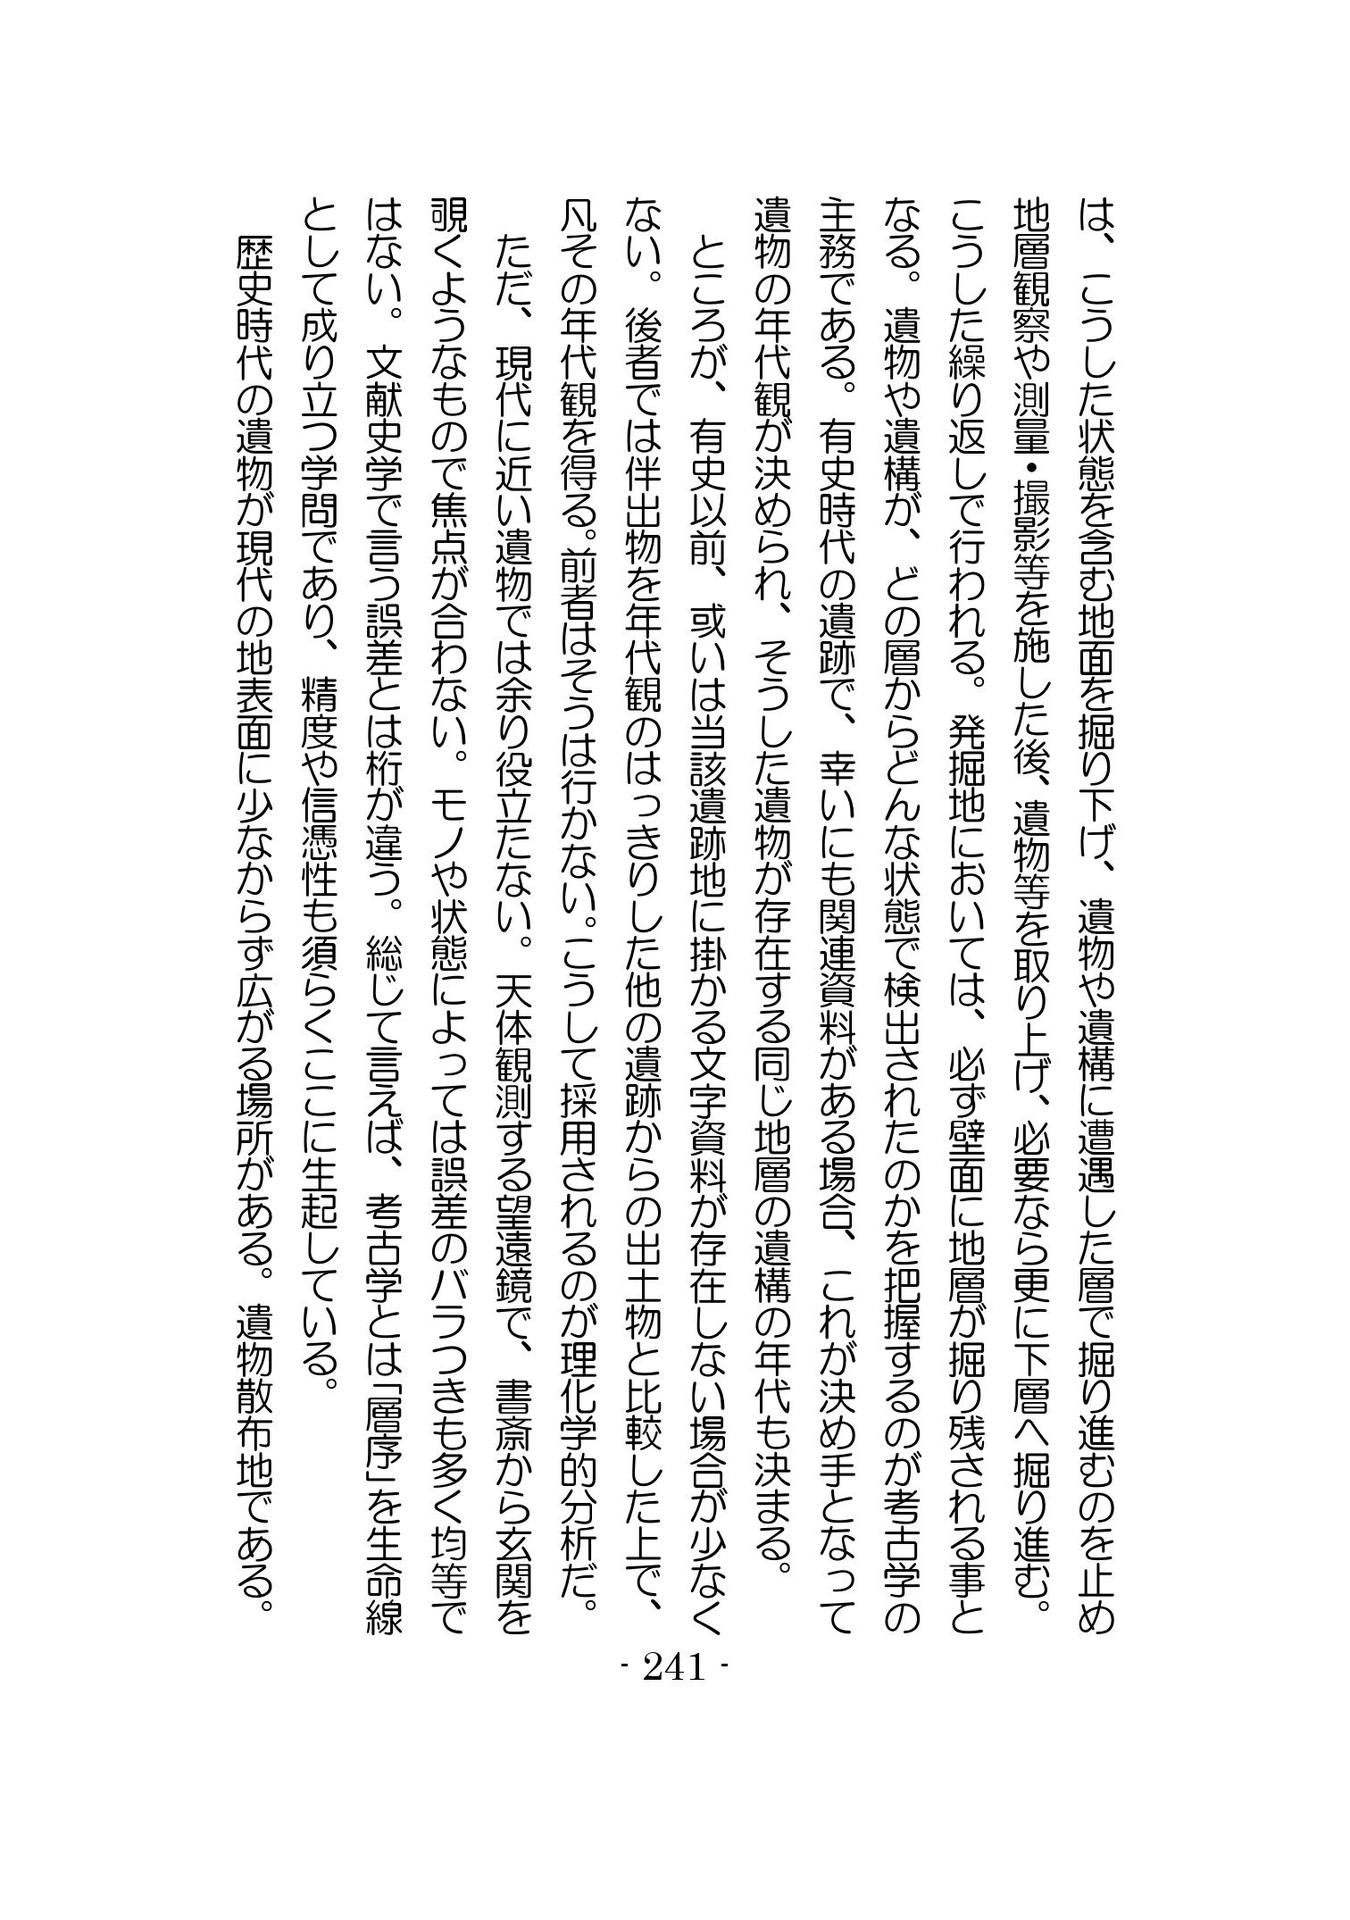 は、こうした状態を含む地面を掘り下げ、遺物や遺構に遭遇した層で掘り進むのを止め
地層観察や測量・撮影等を施した後、遺物等を取り上げ、必要なら更に下層へ掘り進む。
こうした繰り返しで行われる。発掘地においては、必ず壁面に地層が掘り残される事と
なる。遺物や遺構が、どの層からどんな状態で検出されたのかを把握するのが考古学の
主務である。有史時代の遺跡で、幸いにも関連資料がある場合、これが決め手となって
遺物の年代観が決められ、そうした遺物が存在する同じ地層の遺構の年代も決まる。
　ところが、有史以前、或いは当該遺跡地に掛かる文字資料が存在しない場合が少なく
ない。後者では伴出物を年代観のはっきりした他の遺跡からの出土物と比較した上で、
凡その年代観を得る。前者はそうは行かない。こうして採用されるのが理化学的分析だ。
　ただ、現代に近い遺物では余り役立たない。天体観測する望遠鏡で、書斎から玄関を
覗くようなもので焦点が合わない。モノや状態によっては誤差のバラつきも多く均等で
はない。文献史学で言う誤差とは桁が違う。総じて言えば、考古学とは「層序」を生命線
として成り立つ学問であり、精度や信憑性も須らくここに生起している。
　歴史時代の遺物が現代の地表面に少なからず広がる場所がある。遺物散布地である。
- 241 -